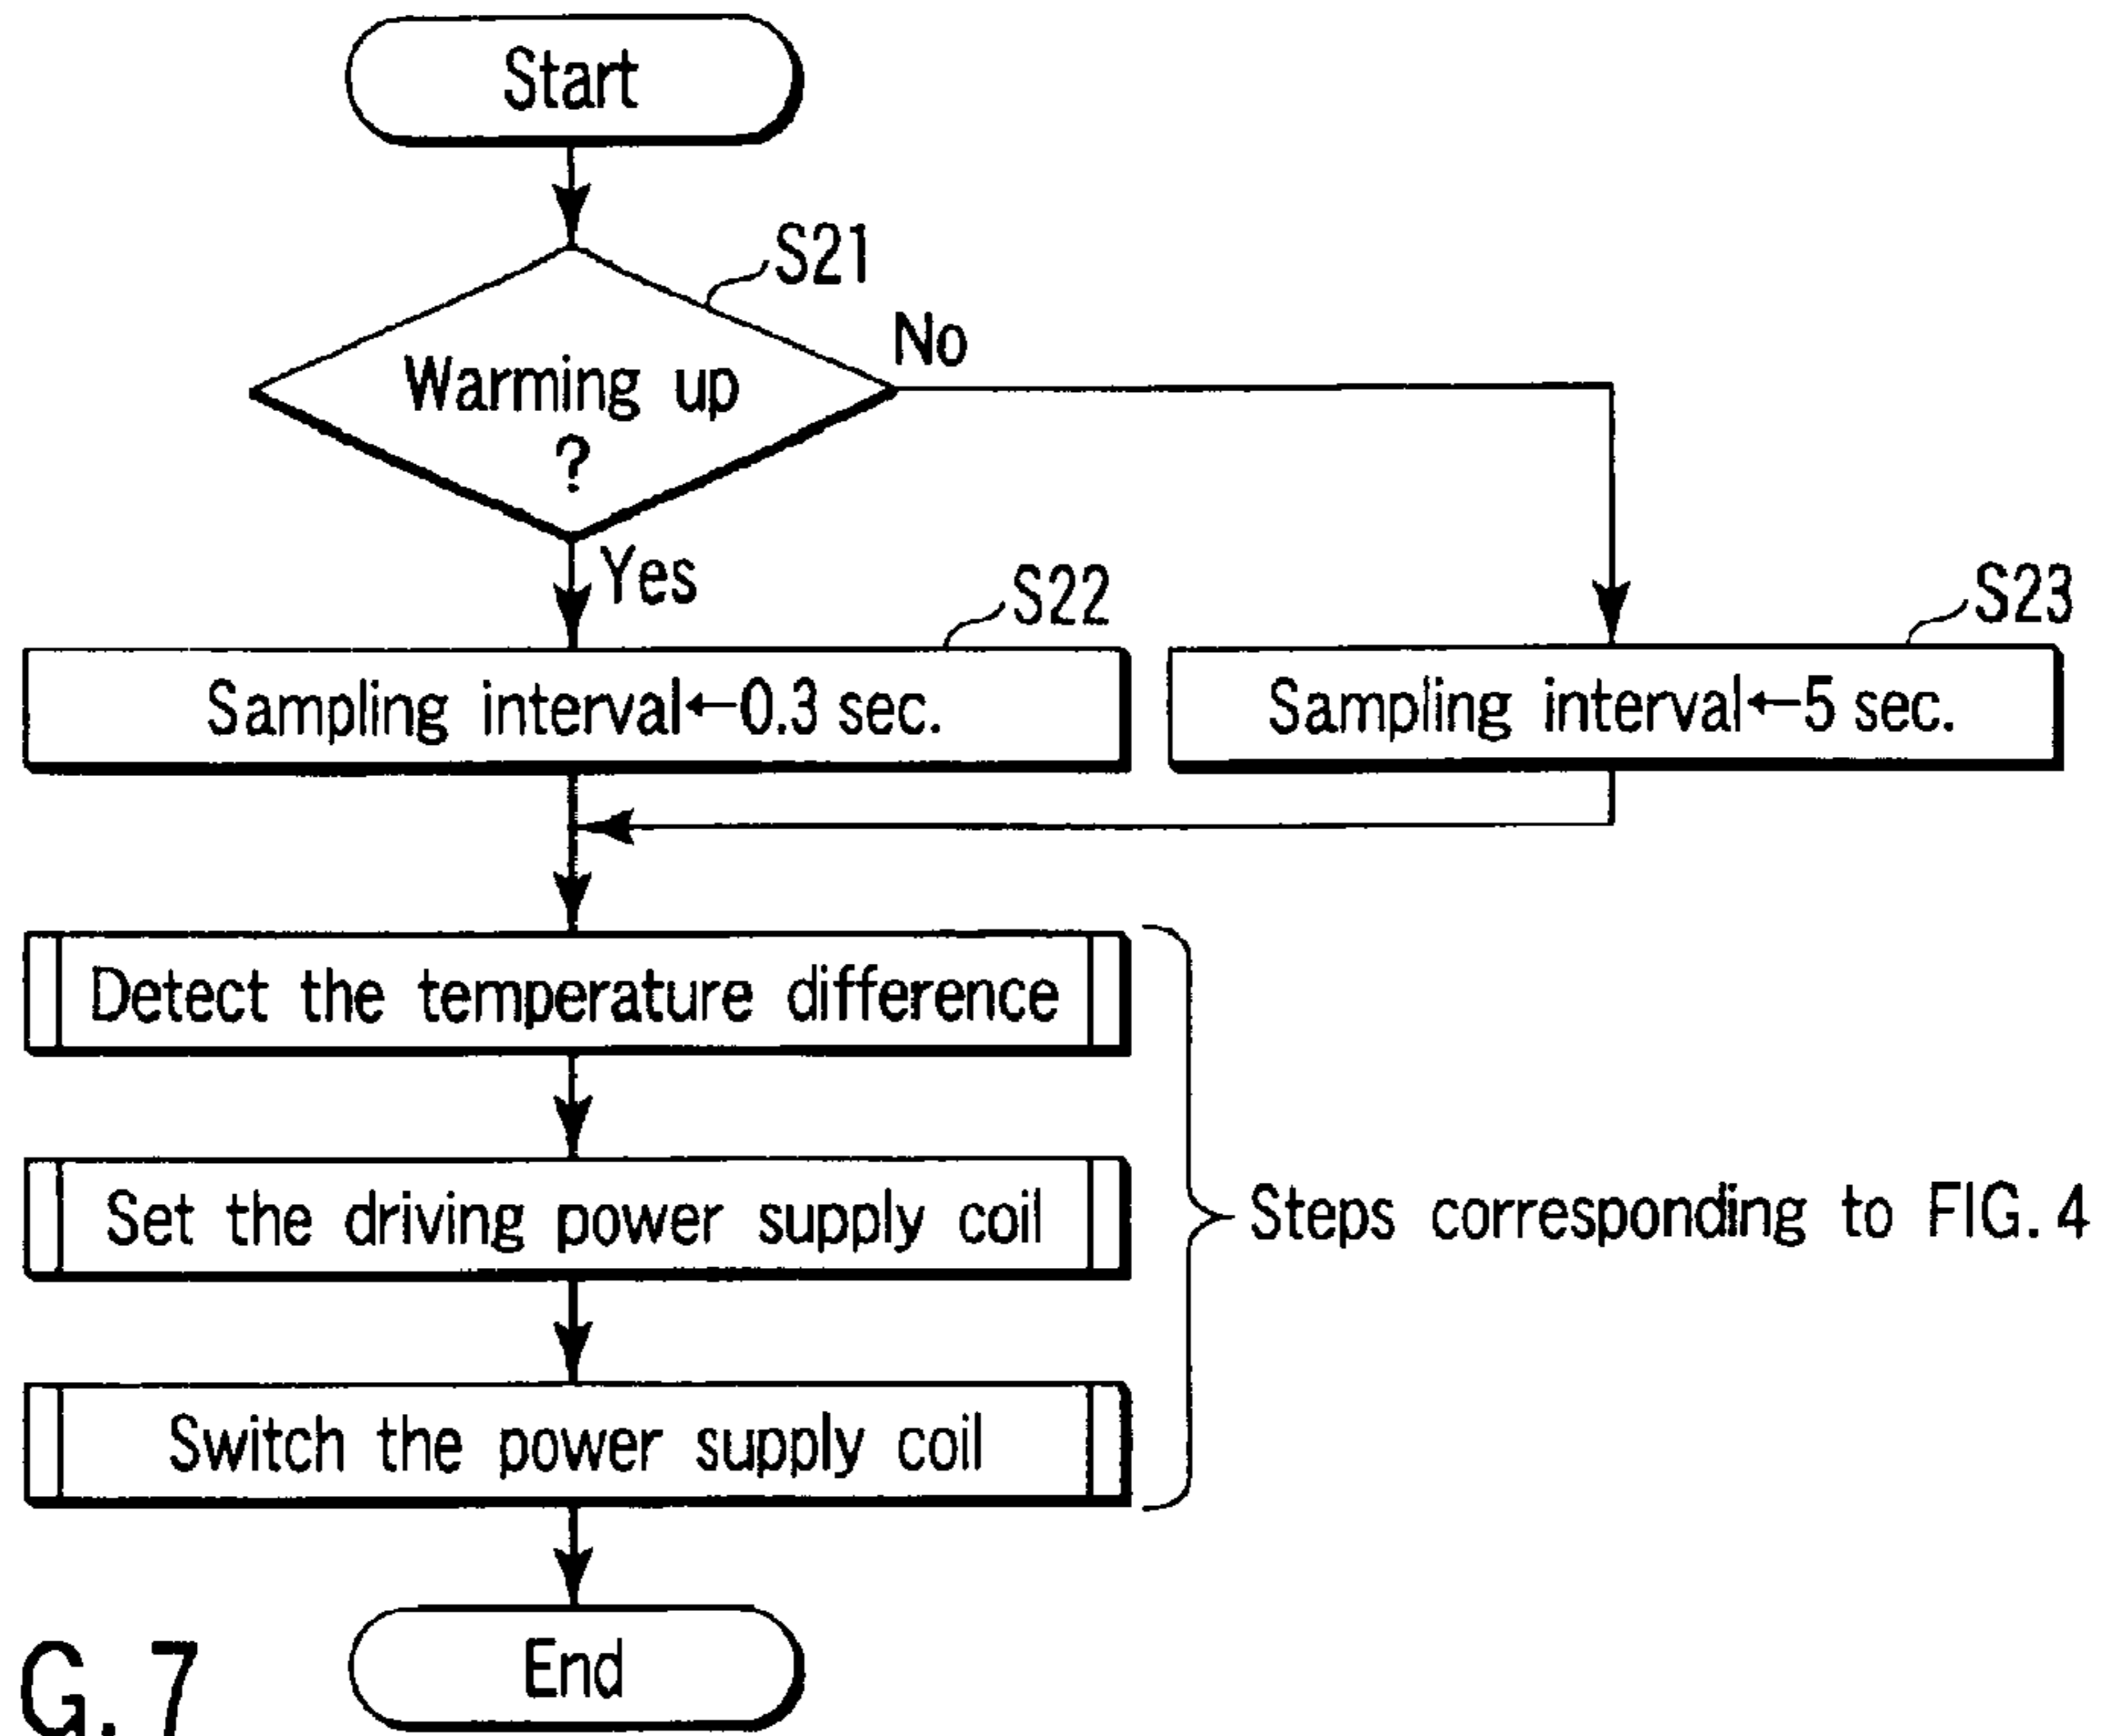 Start
S21
No
Warming up
?
Yes
S22
S23
Sampling interval←0.3 sec.
Sampling interval←5 sec.
Detect the temperature difference
Set the driving power supply coil
Steps corresponding to FIG. 4
Switch the power supply coil
End
G. 7